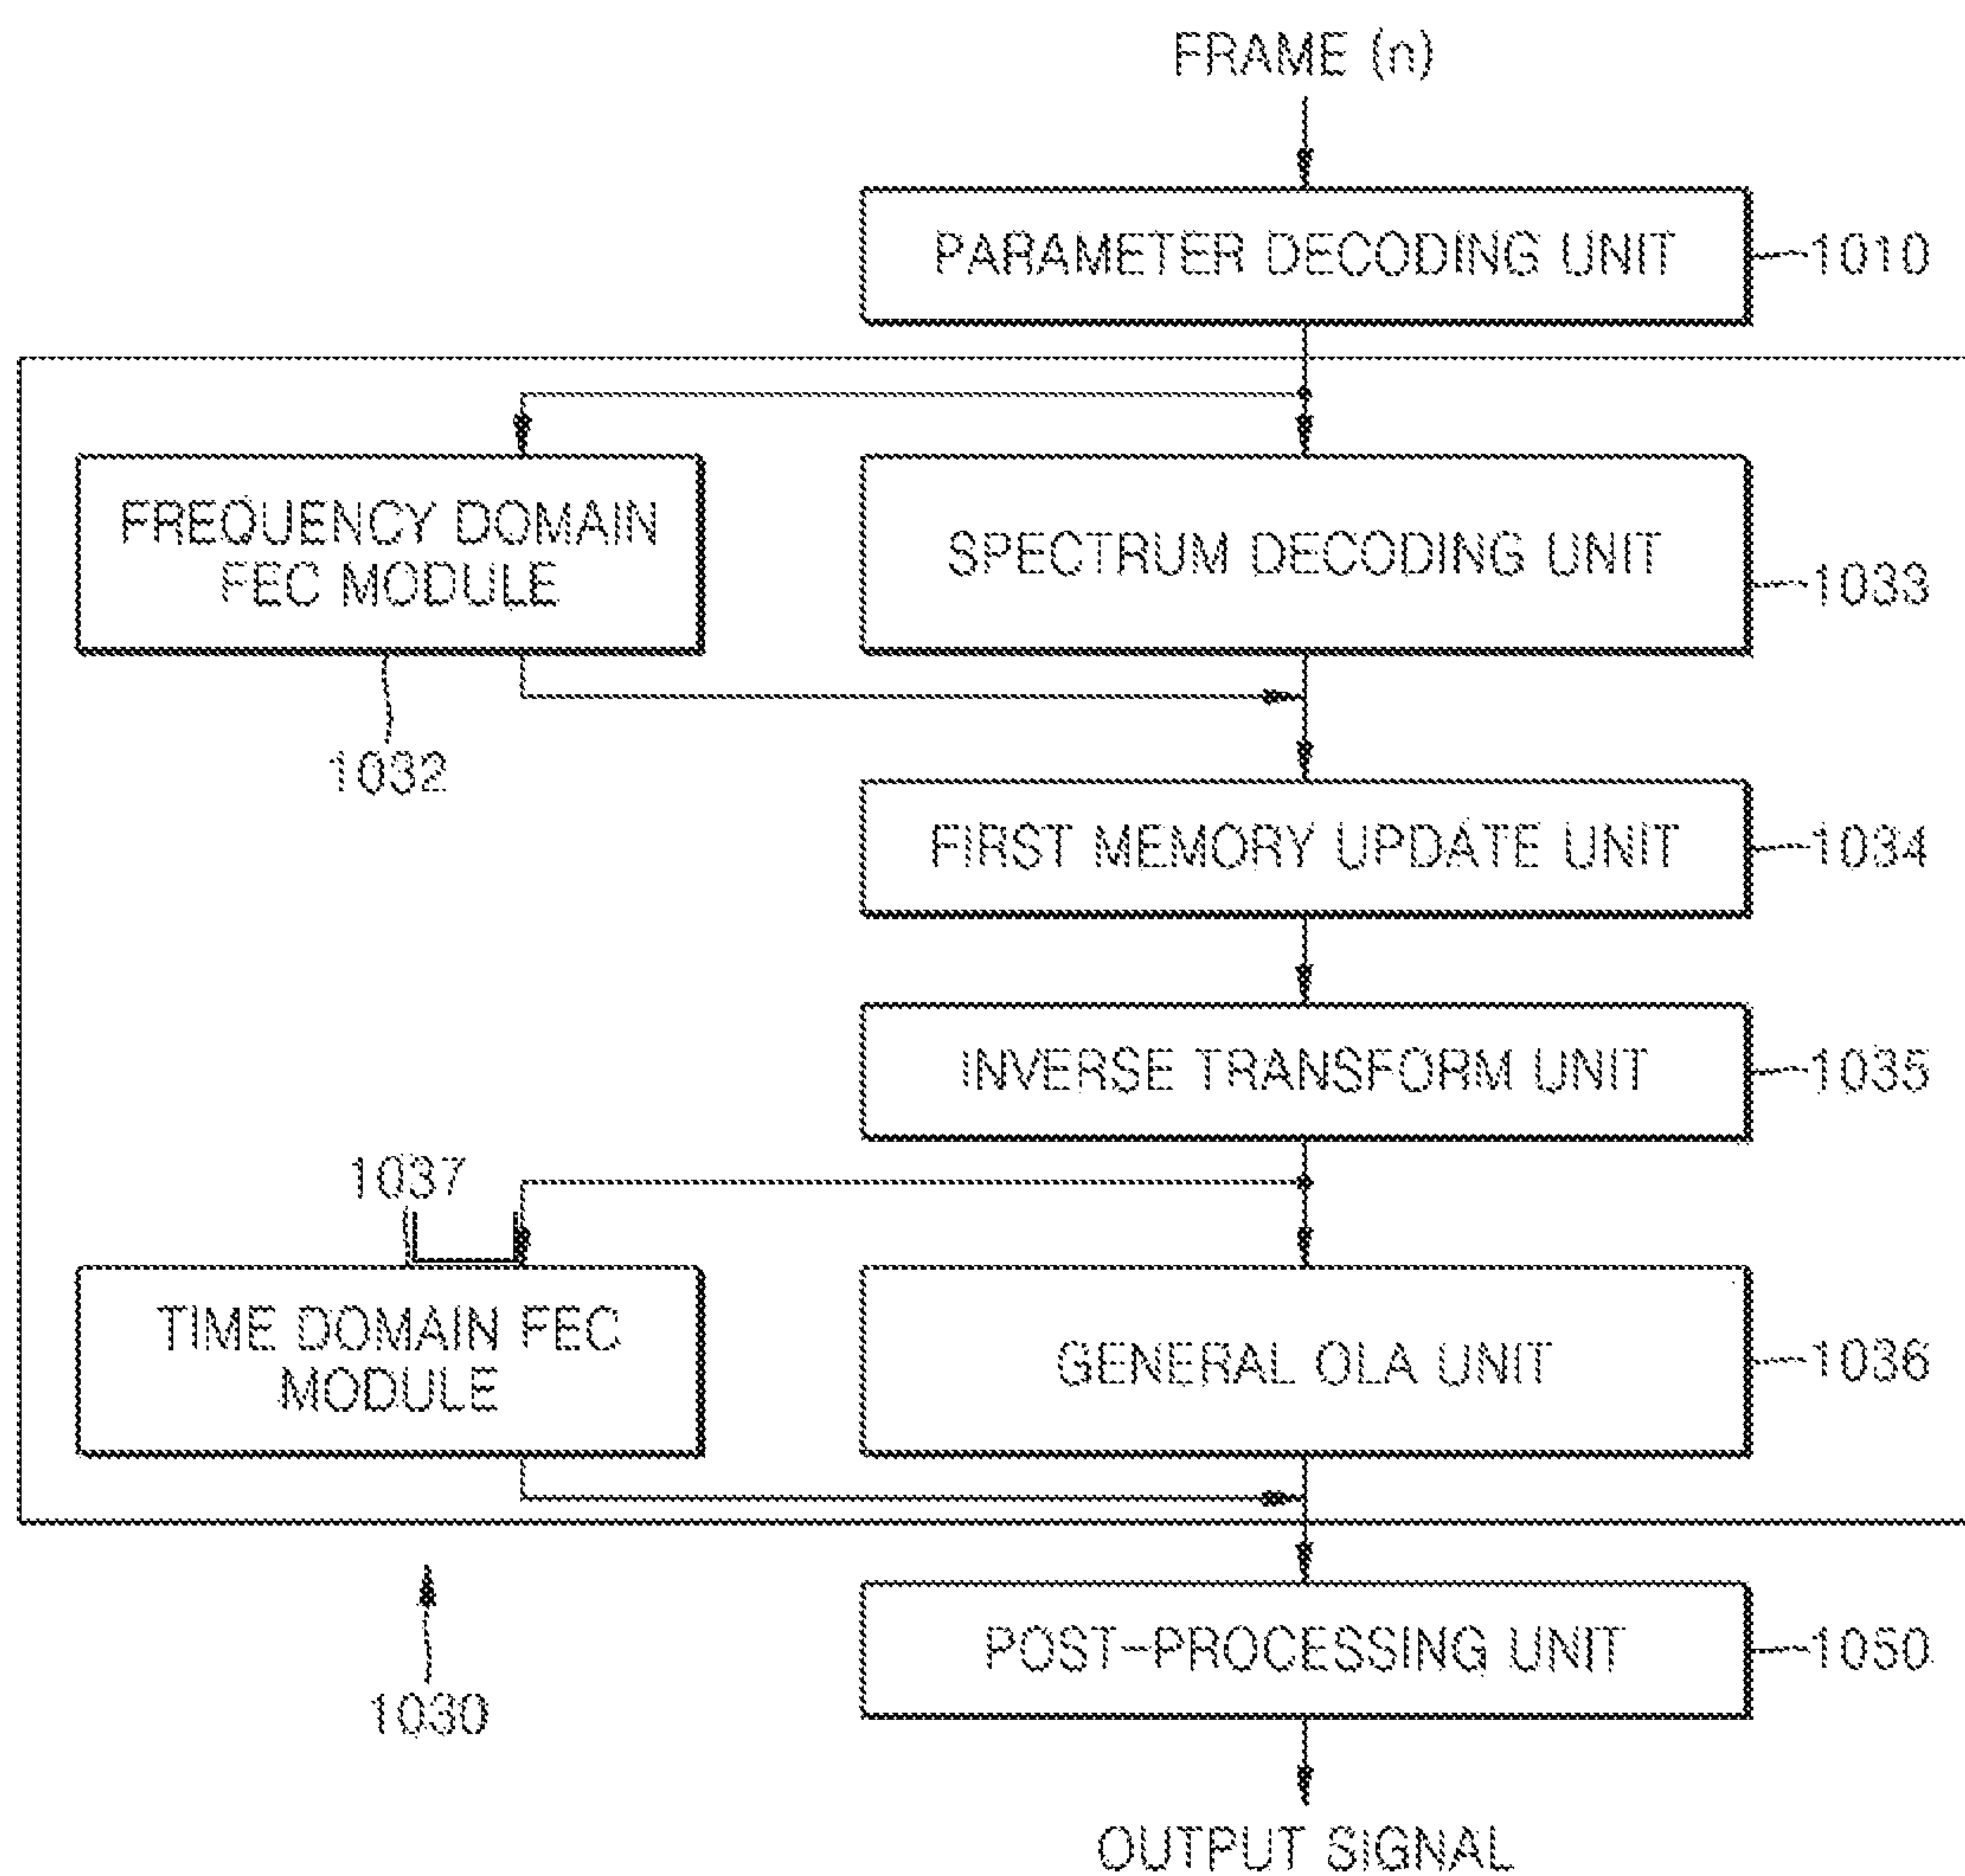 FRAME (n)
PARAMETER DECODING UNIT
1010
FREQUENCY DOMAIN
FEC MODULE
SPECTRUM DECODING UNIT
1033
1032
FIRST MEMORY UPDATE UNIT
1034
INVERSE TRANSFORM UNIT
1035
1037
TIME DOMAIN FEC
MODULE
GENERAL OLA UNIT
1036
POST-PROCESSING UNIT
1050
1030
OUTPUT SIGNAL